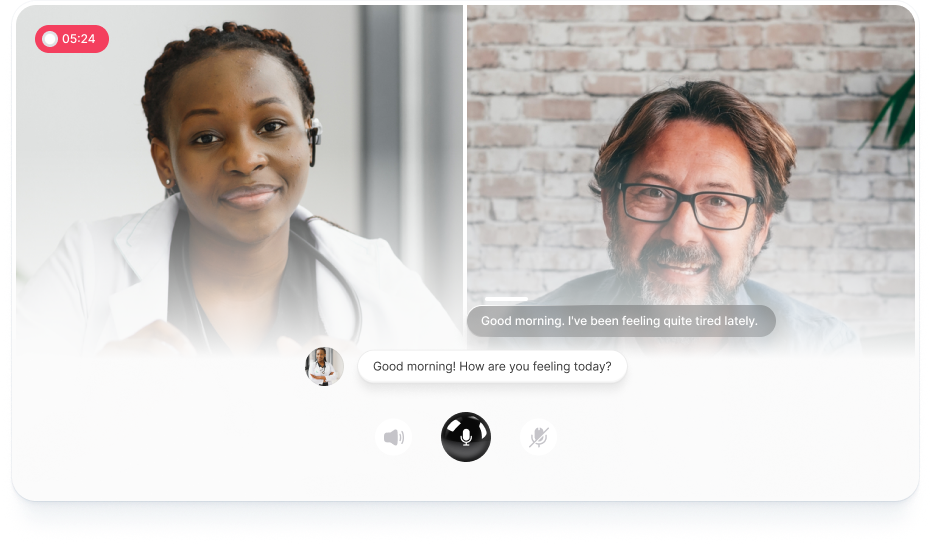 05:24
Good morning. I've been feeling quite tired lately.
Good morning! How are you feeling today?